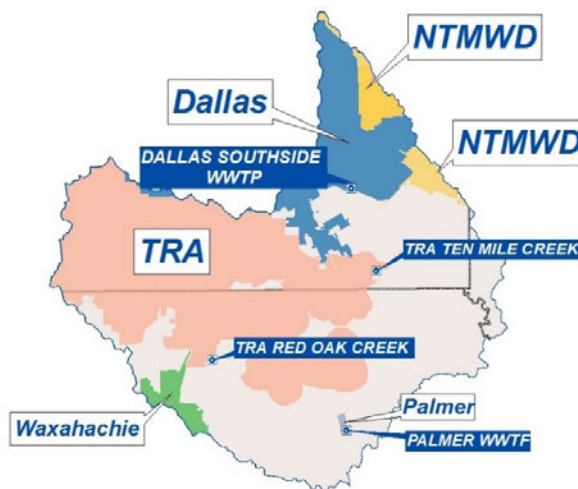 NTMWD
Dallas
NTMWD
DALLAS SOUTHSIDE
WWTP
TRA
TRA TEN MILE CREEK
TRA RED OAK CREEK
Palmer
Waxahachie
PALMER WWTF